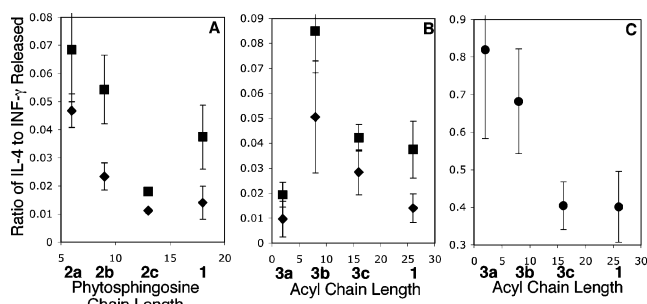 A
B
C
Ratio of IL-4 to INF-γ Released
0.08
0.07
0.06
0.05
0.04
0.03
0.02
0.01
0
5 10 15 20
2a 2b 2c 1
Phytosphingosine
Chain Length
0.09
0.08
0.07
0.06
0.05
0.04
0.03
0.02
0.01
0
0 5 10 15 20 25 30
3a 3b 3c 1
Acyl Chain Length
0.9
0.8
0.7
0.6
0.5
0.4
0.3
0 5 10 15 20 25 30
3a 3b 3c 1
Acyl Chain Length